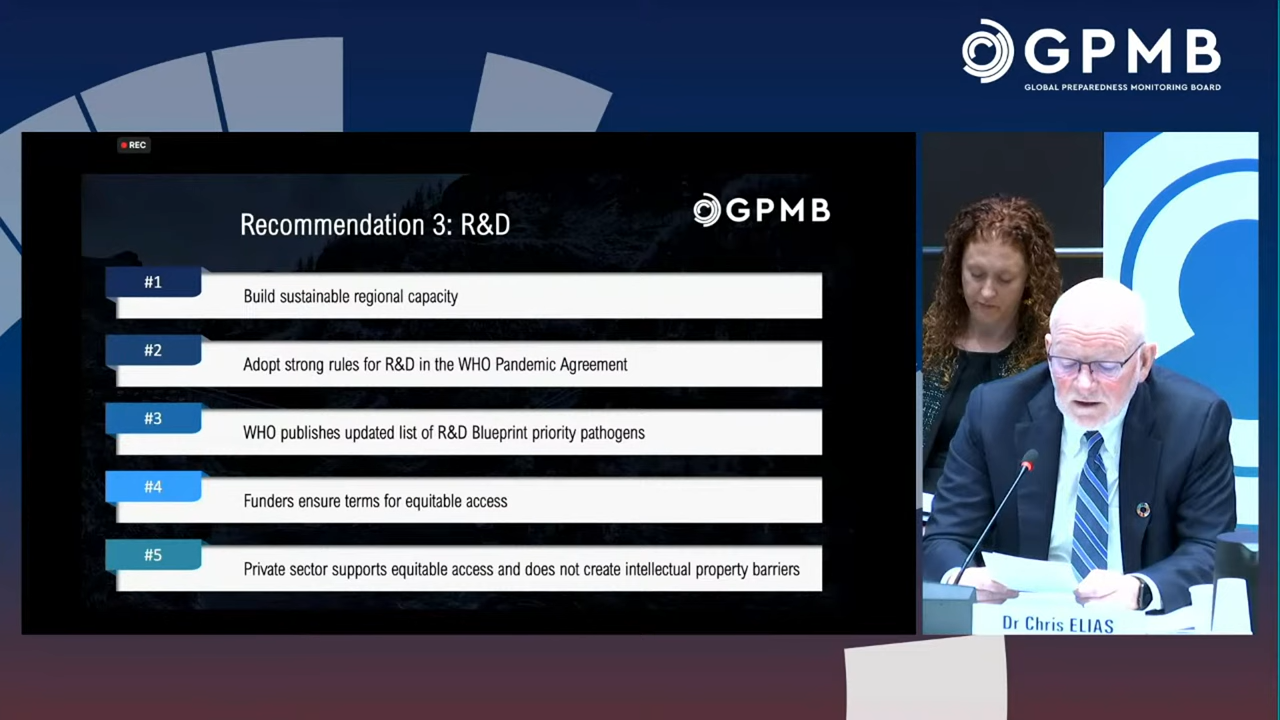 GPMB
GLOBAL PREPAREDNESS MONITORING BOARD
REC
Recommendation 3: R&D
GPMB
#1
Build sustainable regional capacity
#2
Adopt strong rules for R&D in the WHO Pandemic Agreement
#3
WHO publishes updated list of R&D Blueprint priority pathogens
#4
Funders ensure terms for equitable access
#5
Private sector supports equitable access and does not create intellectual property barriers
Dr Chris ELIAS